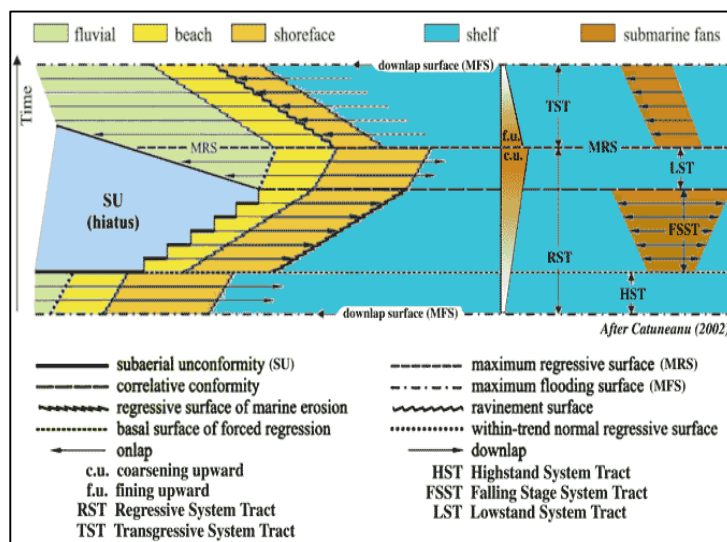 fluvial beach shoreface shelf submarine fans
downlap surface (MFS)
Time
TST
f.u.
MRS
MRS
c.u.
LST
SU
(hiatus)
FSST
RST
HST
downlap surface (MFS)
After Catuneanu (2002)
subaerial unconformity (SU)
correlative conformity
regressive surface of marine erosion
basal surface of forced regression
onlap
c.u. coarsening upward
f.u. fining upward
RST Regressive System Tract
TST Transgressive System Tract
maximum regressive surface (MRS)
maximum flooding surface (MFS)
ravinement surface
within-trend normal regressive surface
downlap
HST Highstand System Tract
FSST Falling Stage System Tract
LST Lowstand System Tract